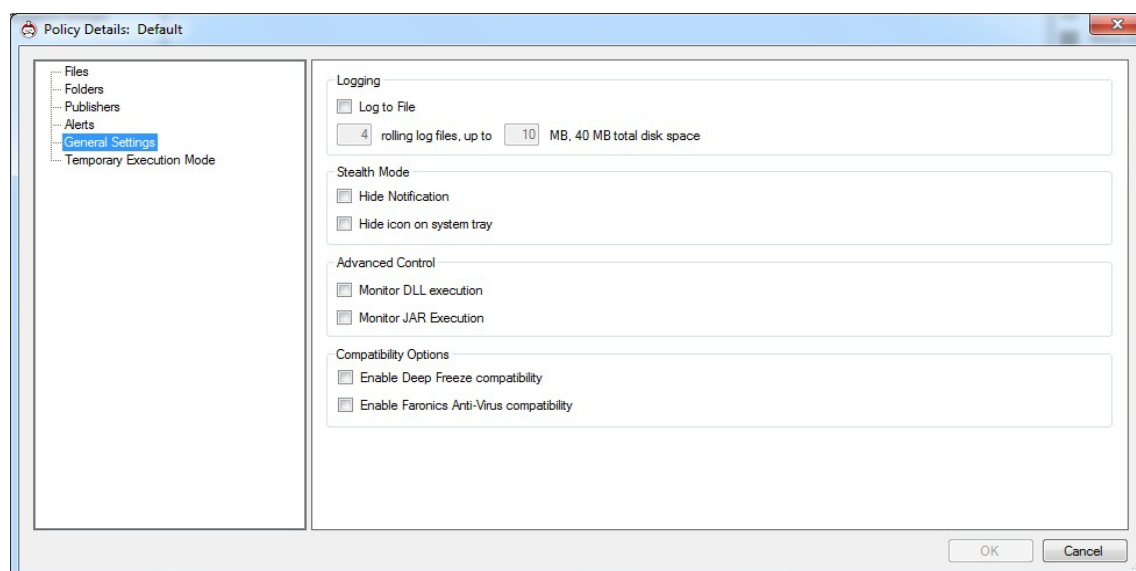 Policy Details: Default
Files
Folders
Publishers
Alerts
General Settings
Temporary Execution Mode
Logging
Log to File
4 rolling log files, up to 10 MB, 40 MB total disk space
Stealth Mode
Hide Notification
Hide icon on system tray
Advanced Control
Monitor DLL execution
Monitor JAR Execution
Compatibility Options
Enable Deep Freeze compatibility
Enable Faronics Anti-Virus compatibility
OK Cancel